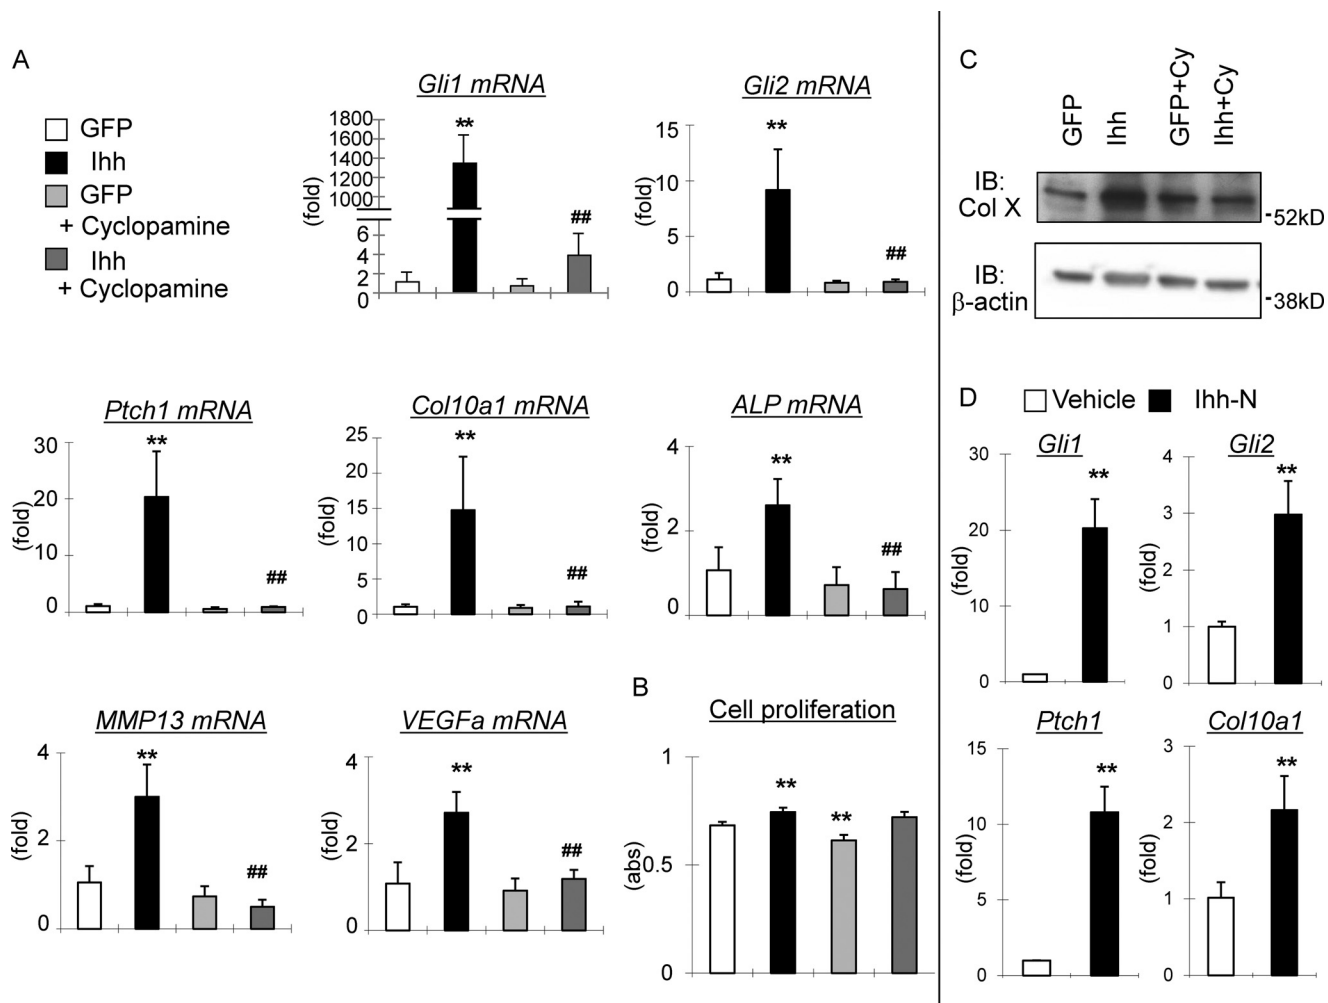 A
GFP
Ihh
GFP
+ Cyclopamine
Ihh
+ Cyclopamine
Gli1 mRNA
(fold)
1800
1600
1400
1200
1000
6
4
2
0
**
##
Gli2 mRNA
(fold)
15
10
5
0
**
##
Ptch1 mRNA
(fold)
30
20
10
0
**
##
Col10a1 mRNA
(fold)
25
20
15
10
5
0
**
##
ALP mRNA
(fold)
4
2
0
**
##
MMP13 mRNA
(fold)
4
2
0
**
##
VEGFa mRNA
(fold)
4
2
0
**
##
B
Cell proliferation
(abs)
1
0.5
0
**
**
C
GFP
Ihh
GFP+Cy
Ihh+Cy
IB:
Col X
-52kD
IB:
β-actin
-38kD
D
Vehicle
Ihh-N
Gli1
(fold)
30
20
10
0
**
Gli2
(fold)
4
3
2
1
0
**
Ptch1
(fold)
15
10
5
0
**
Col10a1
(fold)
3
2
1
0
**